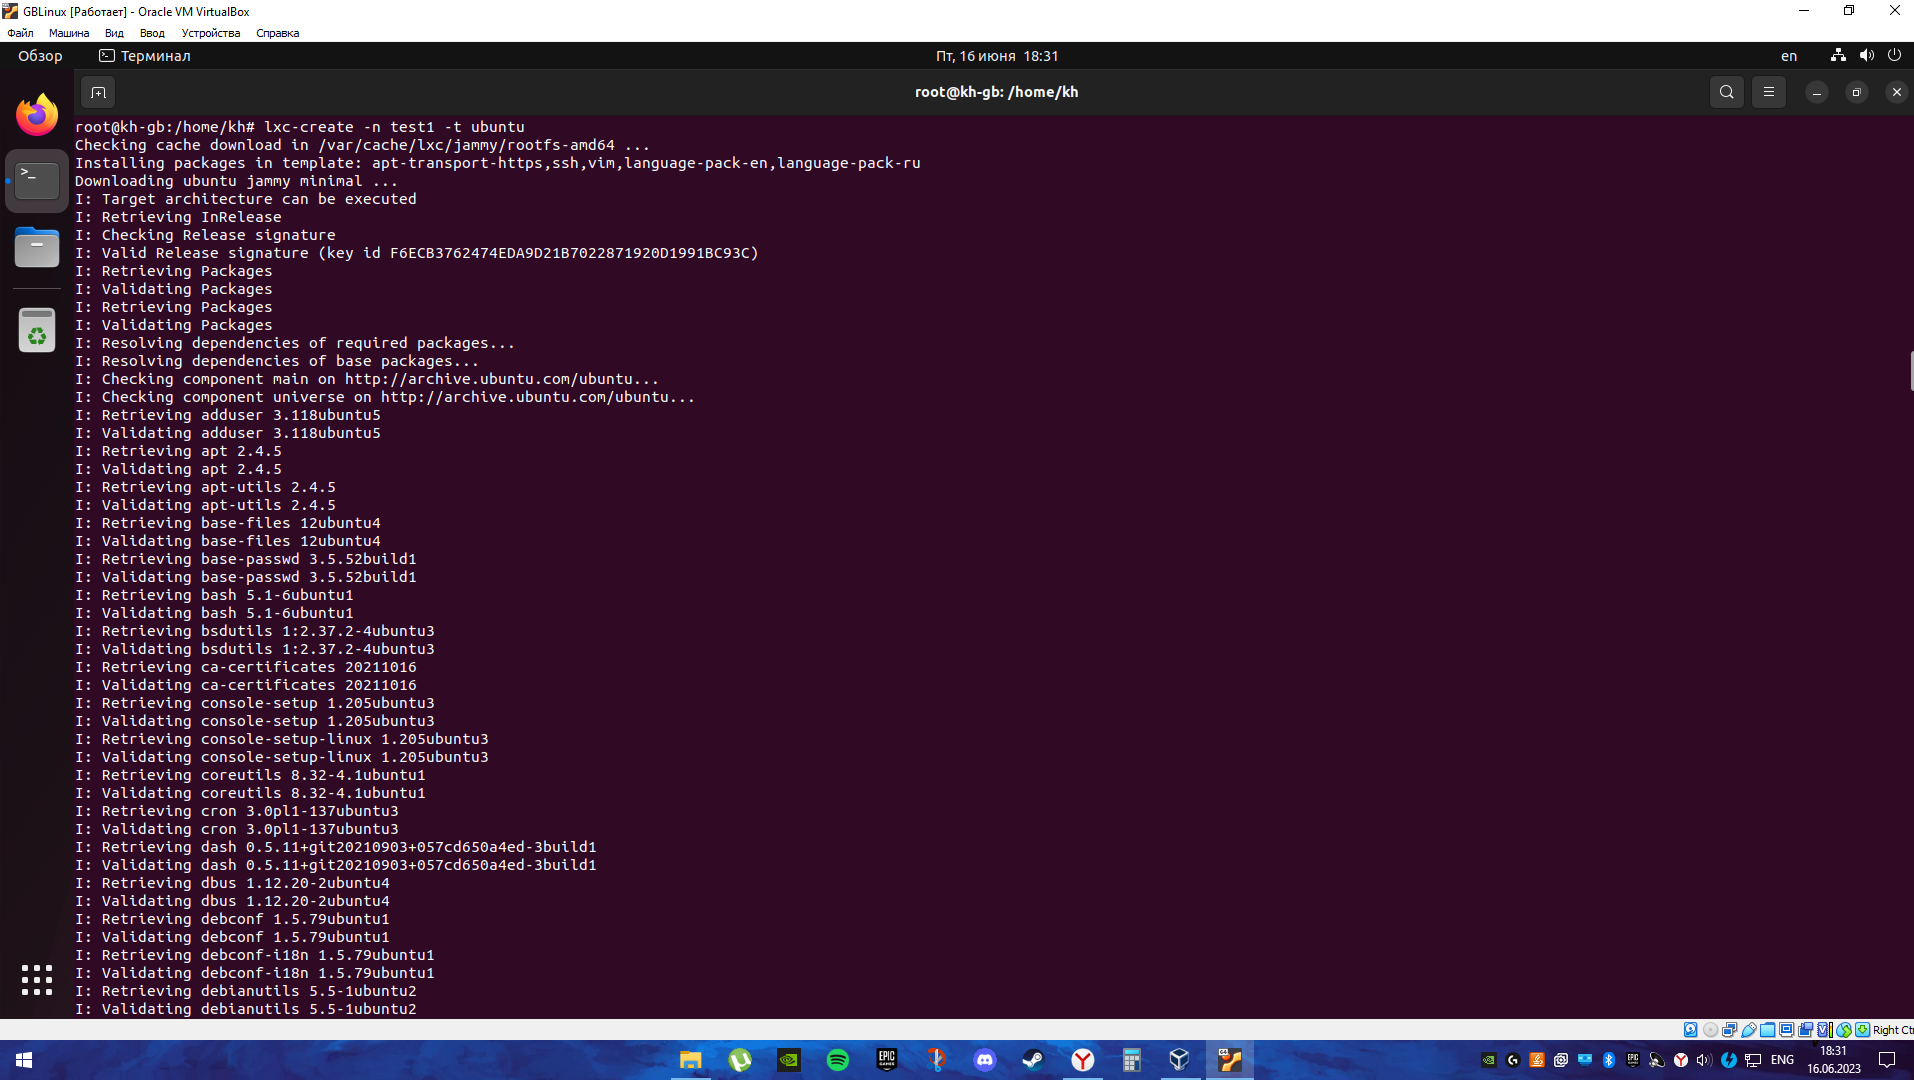 GBLinux [Работает] - Oracle VM VirtualBox
Файл Машина Вид Ввод Устройства Справка
Обзор Терминал Пт, 16 июня 18:31 en
root@kh-gb: /home/kh
root@kh-gb:/home/kh# lxc-create -n test1 -t ubuntu
Checking cache download in /var/cache/lxc/jammy/rootfs-amd64 ...
Installing packages in template: apt-transport-https,ssh,vim,language-pack-en,language-pack-ru
Downloading ubuntu jammy minimal ...
I: Target architecture can be executed
I: Retrieving InRelease
I: Checking Release signature
I: Valid Release signature (key id F6ECB3762474EDA9D21B7022871920D1991BC93C)
I: Retrieving Packages
I: Validating Packages
I: Retrieving Packages
I: Validating Packages
I: Resolving dependencies of required packages...
I: Resolving dependencies of base packages...
I: Checking component main on http://archive.ubuntu.com/ubuntu...
I: Checking component universe on http://archive.ubuntu.com/ubuntu...
I: Retrieving adduser 3.118ubuntu5
I: Validating adduser 3.118ubuntu5
I: Retrieving apt 2.4.5
I: Validating apt 2.4.5
I: Retrieving apt-utils 2.4.5
I: Validating apt-utils 2.4.5
I: Retrieving base-files 12ubuntu4
I: Validating base-files 12ubuntu4
I: Retrieving base-passwd 3.5.52build1
I: Validating base-passwd 3.5.52build1
I: Retrieving bash 5.1-6ubuntu1
I: Validating bash 5.1-6ubuntu1
I: Retrieving bsdutils 1:2.37.2-4ubuntu3
I: Validating bsdutils 1:2.37.2-4ubuntu3
I: Retrieving ca-certificates 20211016
I: Validating ca-certificates 20211016
I: Retrieving console-setup 1.205ubuntu3
I: Validating console-setup 1.205ubuntu3
I: Retrieving console-setup-linux 1.205ubuntu3
I: Validating console-setup-linux 1.205ubuntu3
I: Retrieving coreutils 8.32-4.1ubuntu1
I: Validating coreutils 8.32-4.1ubuntu1
I: Retrieving cron 3.0pl1-137ubuntu3
I: Validating cron 3.0pl1-137ubuntu3
I: Retrieving dash 0.5.11+git20210903+057cd650a4ed-3build1
I: Validating dash 0.5.11+git20210903+057cd650a4ed-3build1
I: Retrieving dbus 1.12.20-2ubuntu4
I: Validating dbus 1.12.20-2ubuntu4
I: Retrieving debconf 1.5.79ubuntu1
I: Validating debconf 1.5.79ubuntu1
I: Retrieving debconf-i18n 1.5.79ubuntu1
I: Validating debconf-i18n 1.5.79ubuntu1
I: Retrieving debianutils 5.5-1ubuntu2
I: Validating debianutils 5.5-1ubuntu2
Right Ct
ENG 18:31
16.06.2023